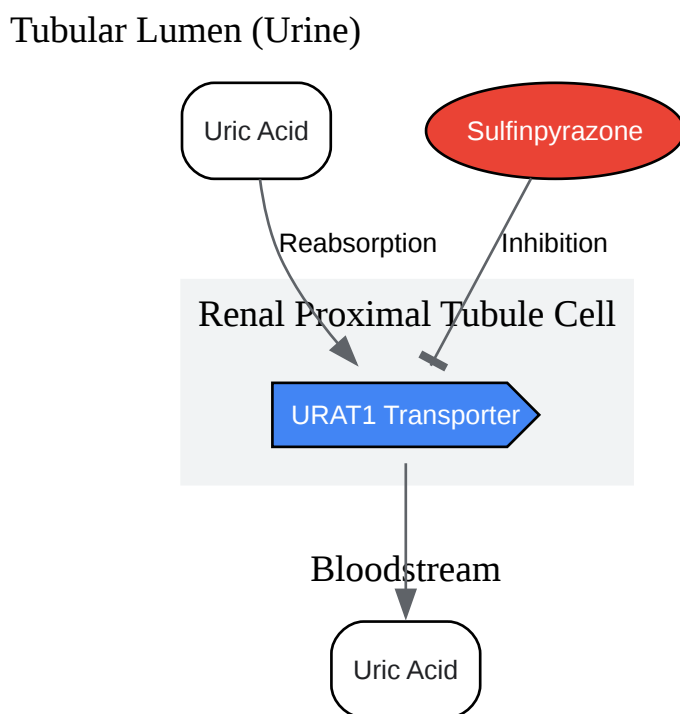 Tubular Lumen (Urine)
Uric Acid
Sulfinpyrazone
Reabsorption
Inhibition
Renal Proximal Tubule Cell
URAT1 Transporter
Bloodstream
Uric Acid